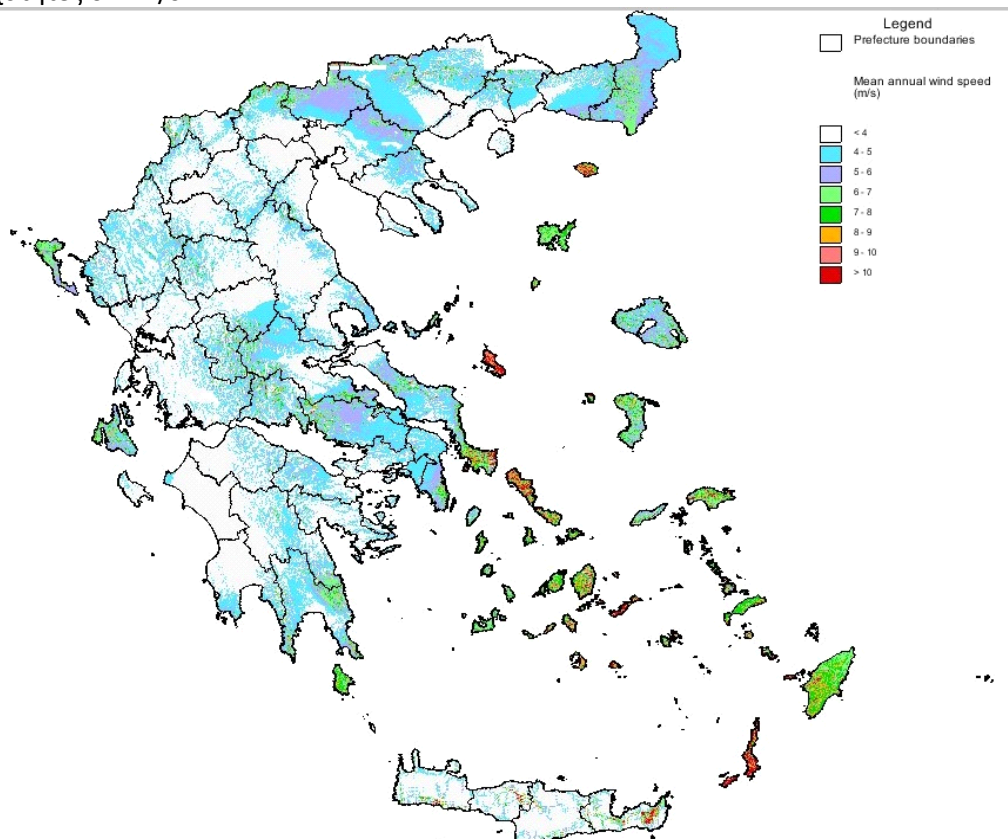 Legend
Prefecture boundaries
Mean annual wind speed
(m/s)
< 4
4 - 5
5 - 6
6 - 7
7 - 8
8 - 9
9 - 10
> 10